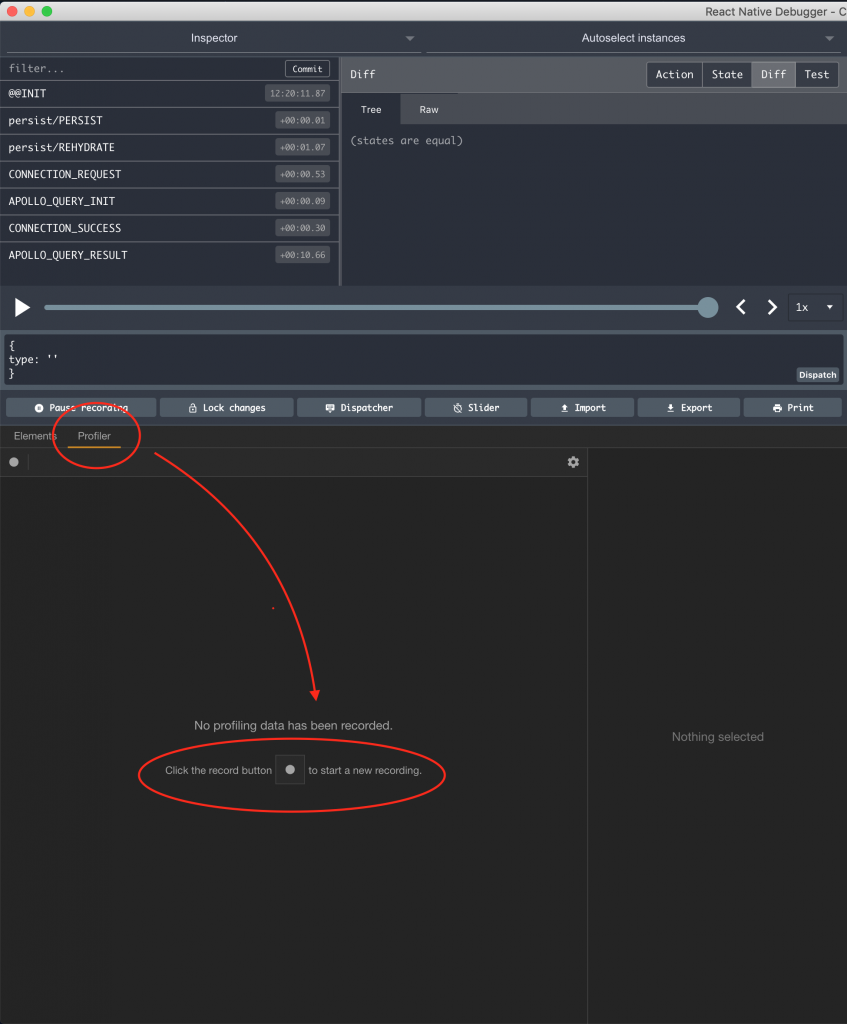 React Native Debugger - C
Inspector
Autoselect instances
filter...
Commit
Diff
Action
State
Diff
Test
@@INIT
12:20:11.87
persist/PERSIST
+00:00.01
persist/REHYDRATE
+00:01.07
CONNECTION_REQUEST
+00:00.53
APOLLO_QUERY_INIT
+00:00.09
CONNECTION_SUCCESS
+00:00.30
APOLLO_QUERY_RESULT
+00:10.66
Tree
Raw
(states are equal)
1x
{
type: ''
}
Dispatch
Pause recording
Lock changes
Dispatcher
Slider
Import
Export
Print
Elements
Profiler
No profiling data has been recorded.
Click the record button to start a new recording.
Nothing selected